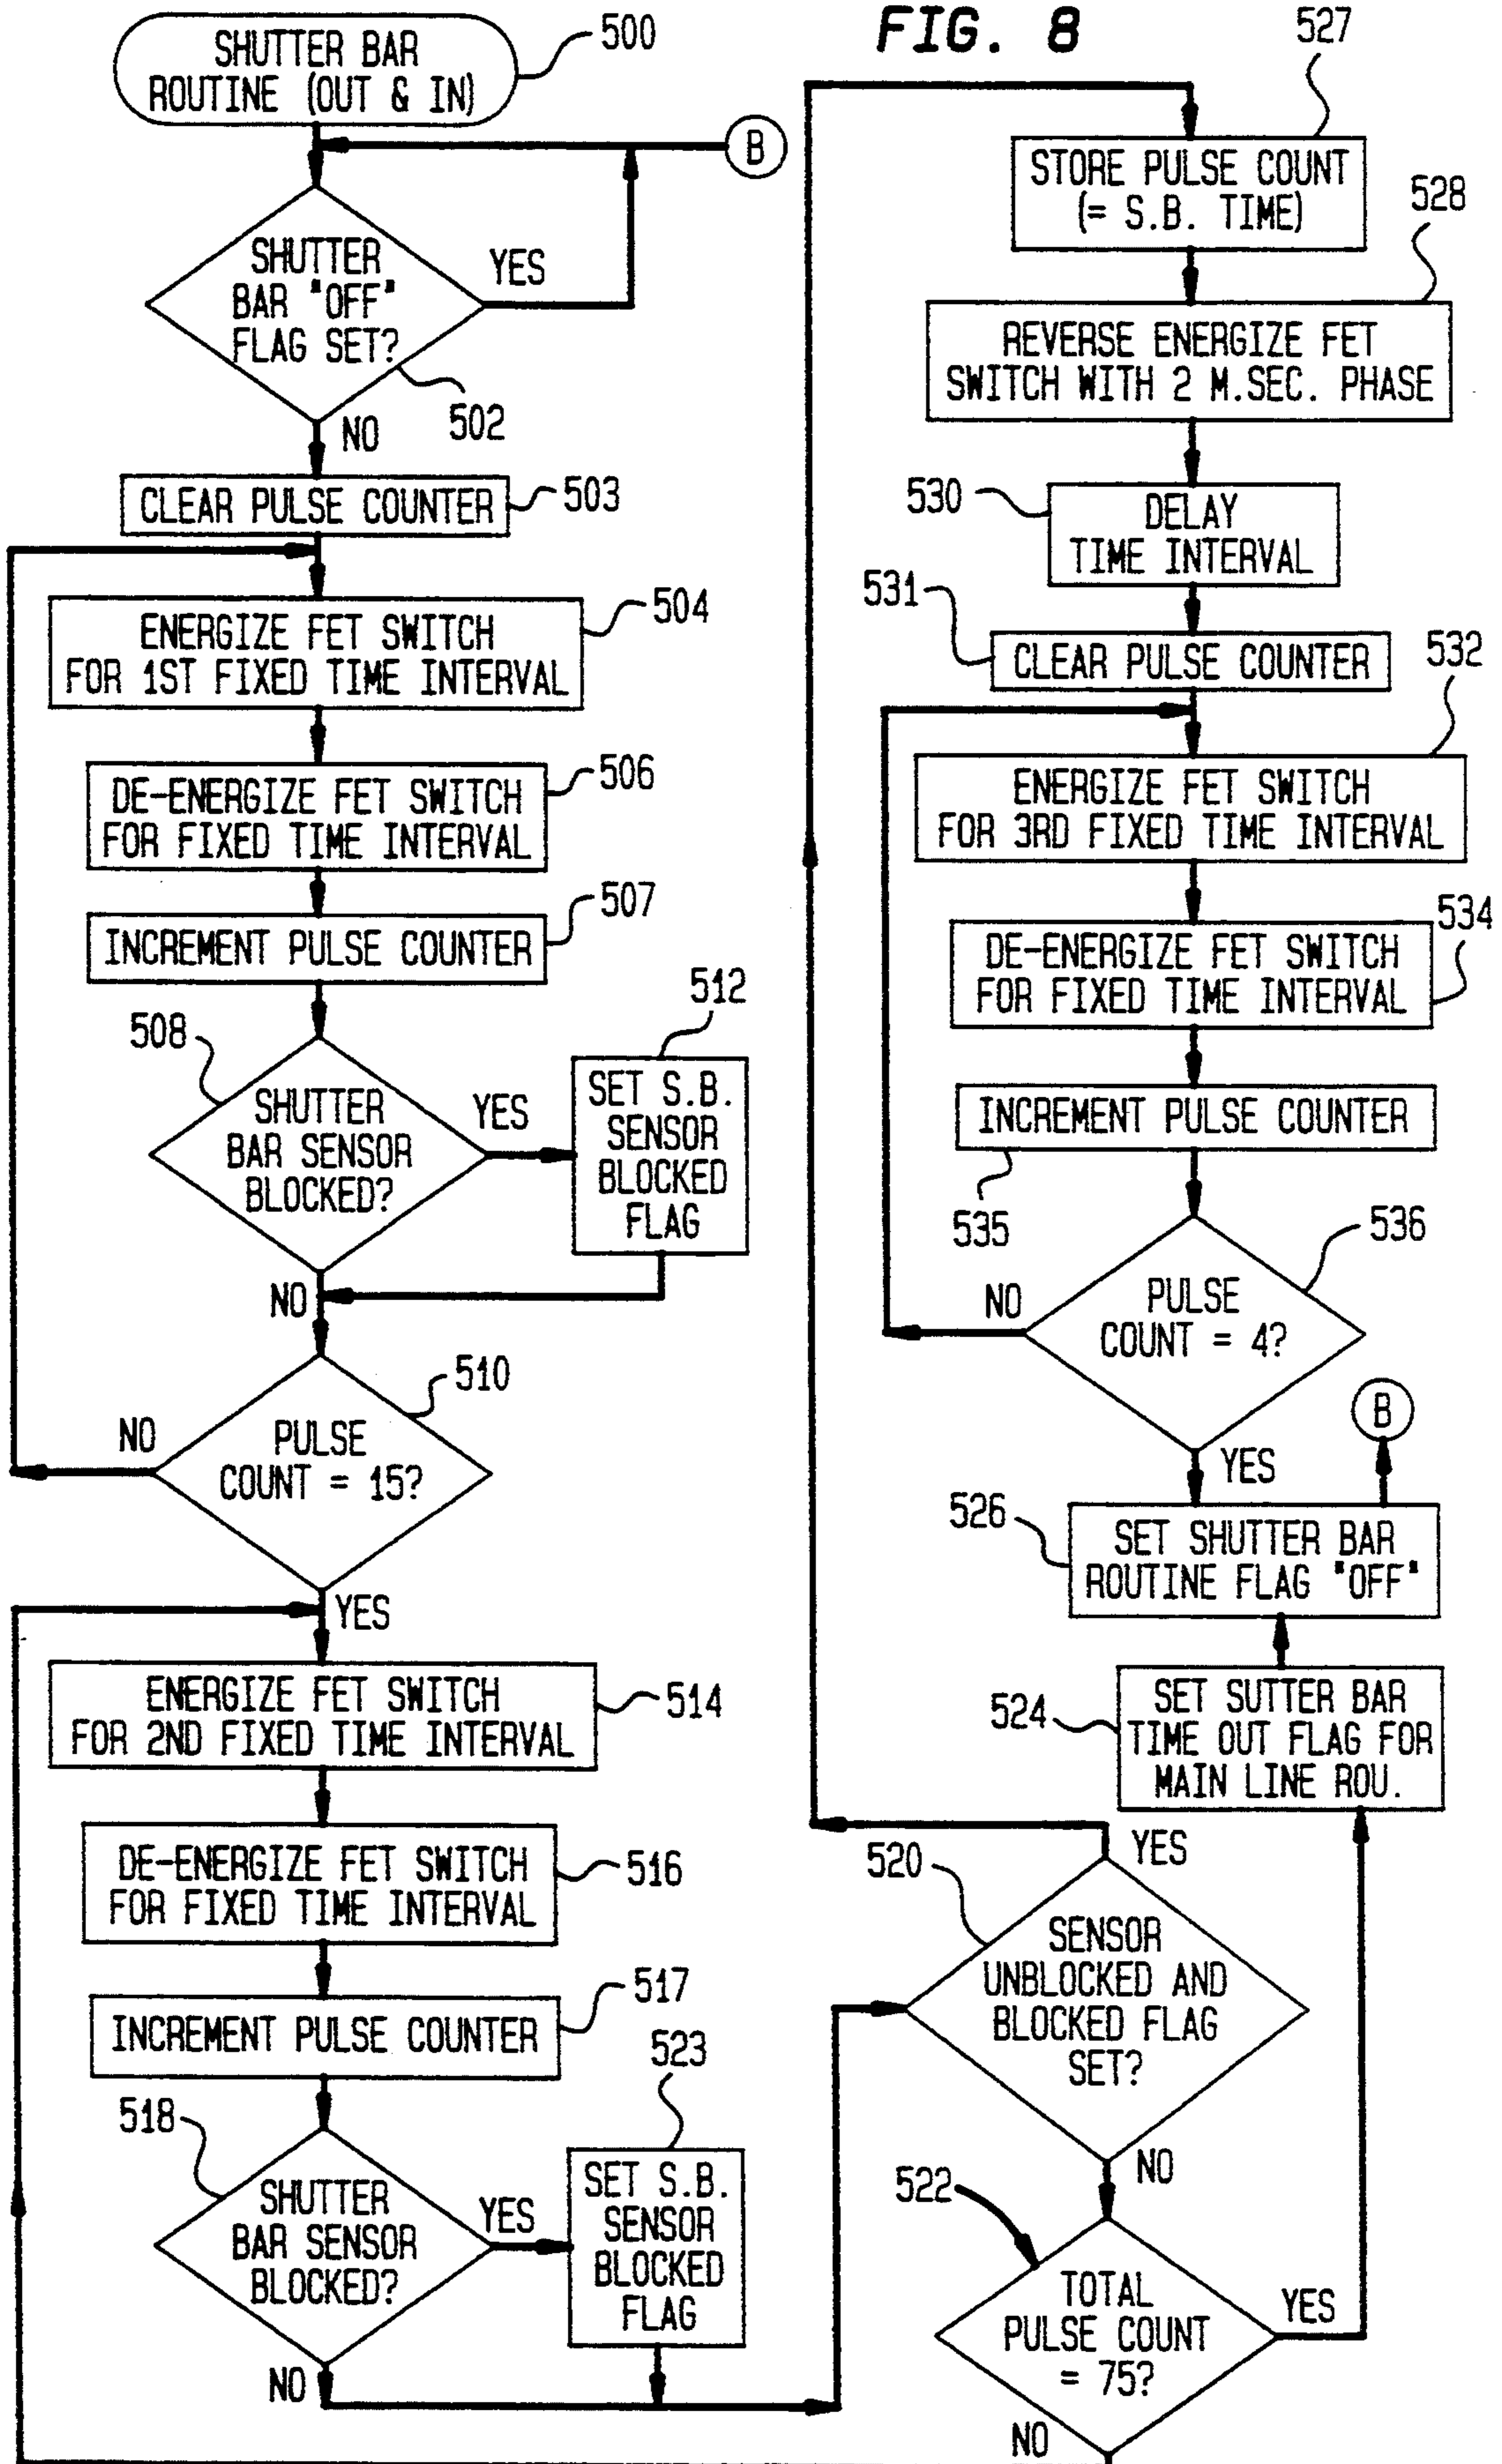 FIG. 8
SHUTTER BAR
ROUTINE (OUT & IN)
500
B
SHUTTER
BAR "OFF"
FLAG SET?
YES
502
NO
CLEAR PULSE COUNTER
503
ENERGIZE FET SWITCH
FOR 1ST FIXED TIME INTERVAL
504
DE-ENERGIZE FET SWITCH
FOR FIXED TIME INTERVAL
506
INCREMENT PULSE COUNTER
507
508
SHUTTER
BAR SENSOR
BLOCKED?
YES
512
SET S.B.
SENSOR
BLOCKED
FLAG
NO
510
PULSE
COUNT = 15?
NO
YES
ENERGIZE FET SWITCH
FOR 2ND FIXED TIME INTERVAL
514
DE-ENERGIZE FET SWITCH
FOR FIXED TIME INTERVAL
516
INCREMENT PULSE COUNTER
517
518
SHUTTER
BAR SENSOR
BLOCKED?
YES
523
SET S.B.
SENSOR
BLOCKED
FLAG
NO
527
STORE PULSE COUNT
(= S.B. TIME)
528
REVERSE ENERGIZE FET
SWITCH WITH 2 M.SEC. PHASE
530
DELAY
TIME INTERVAL
531
CLEAR PULSE COUNTER
532
ENERGIZE FET SWITCH
FOR 3RD FIXED TIME INTERVAL
534
DE-ENERGIZE FET SWITCH
FOR FIXED TIME INTERVAL
INCREMENT PULSE COUNTER
535
536
PULSE
COUNT = 4?
NO
YES
B
526
SET SHUTTER BAR
ROUTINE FLAG "OFF"
524
SET SUTTER BAR
TIME OUT FLAG FOR
MAIN LINE ROU.
520
YES
SENSOR
UNBLOCKED AND
BLOCKED FLAG
SET?
NO
522
TOTAL
PULSE COUNT
= 75?
YES
NO